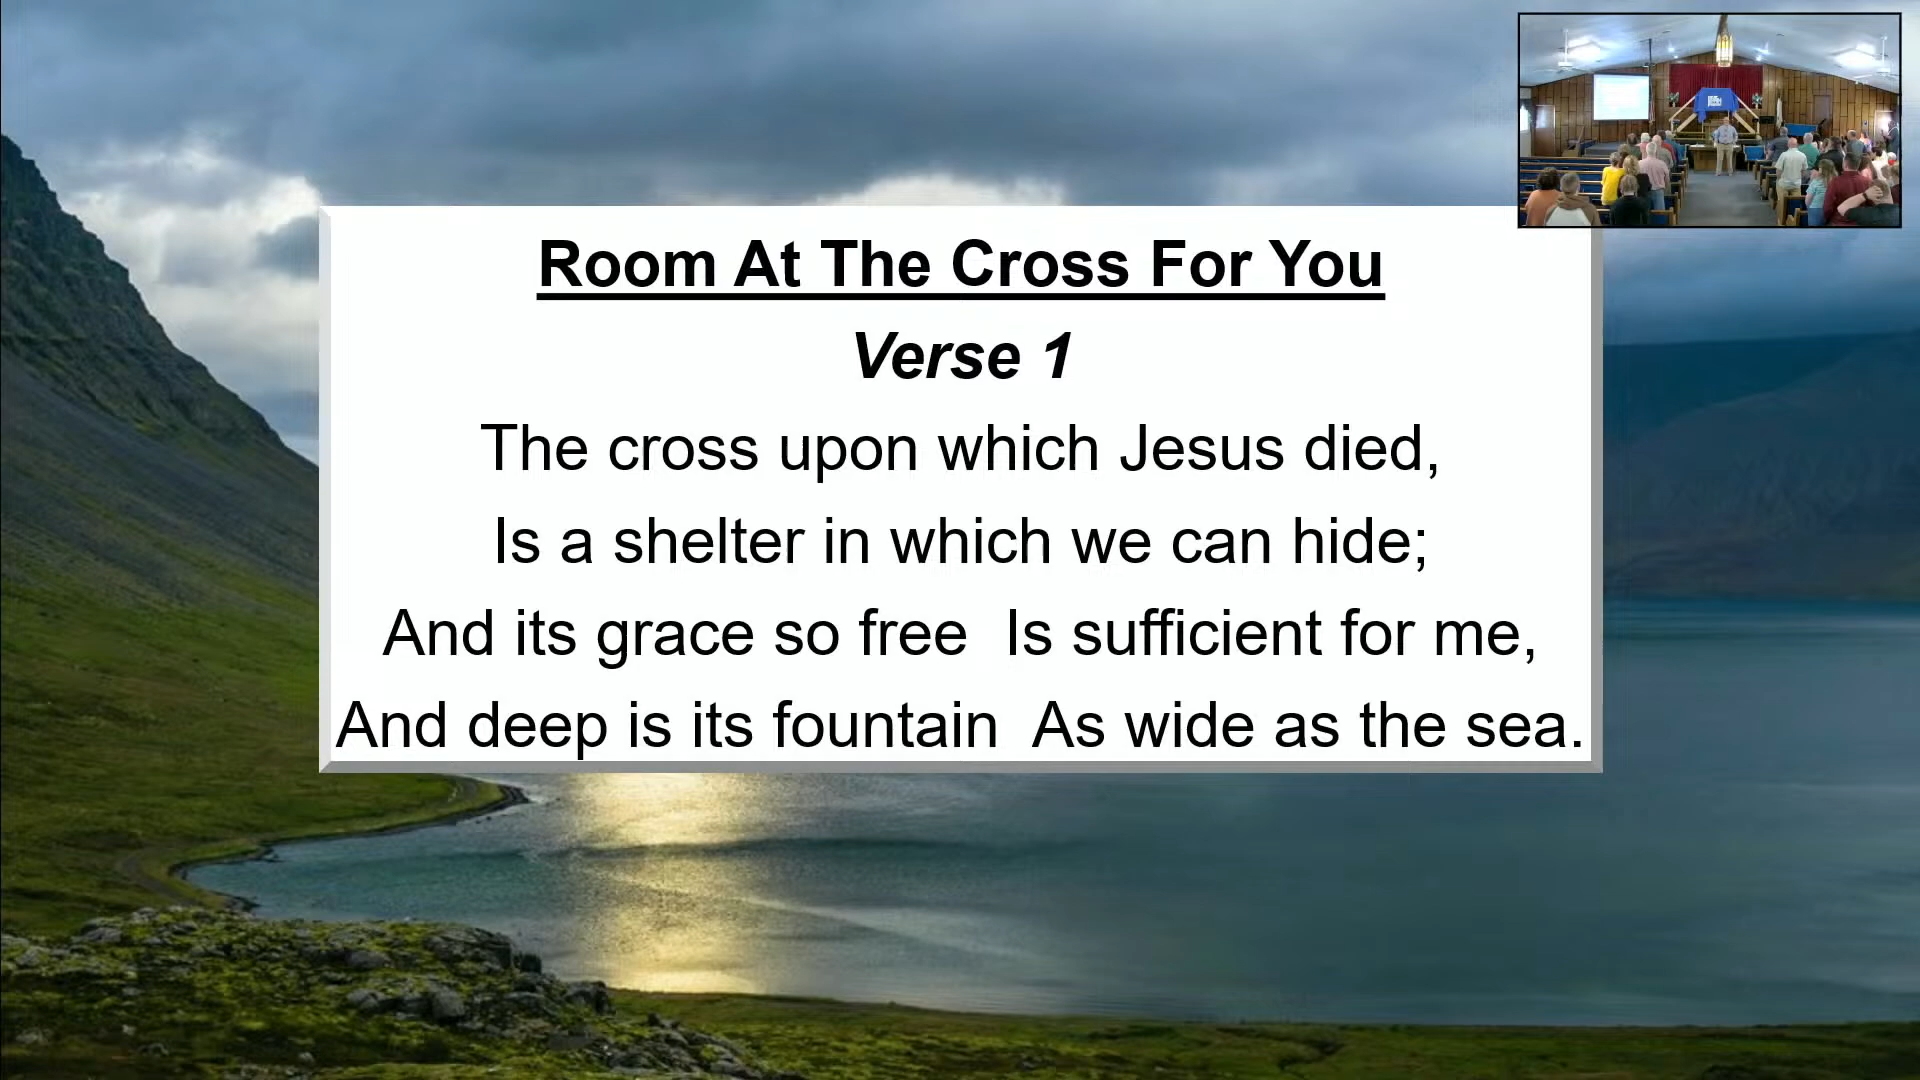 Room At The Cross For You
Verse 1
The cross upon which Jesus died,
Is a shelter in which we can hide;
And its grace so free  Is sufficient for me,
And deep is its fountain  As wide as the sea.